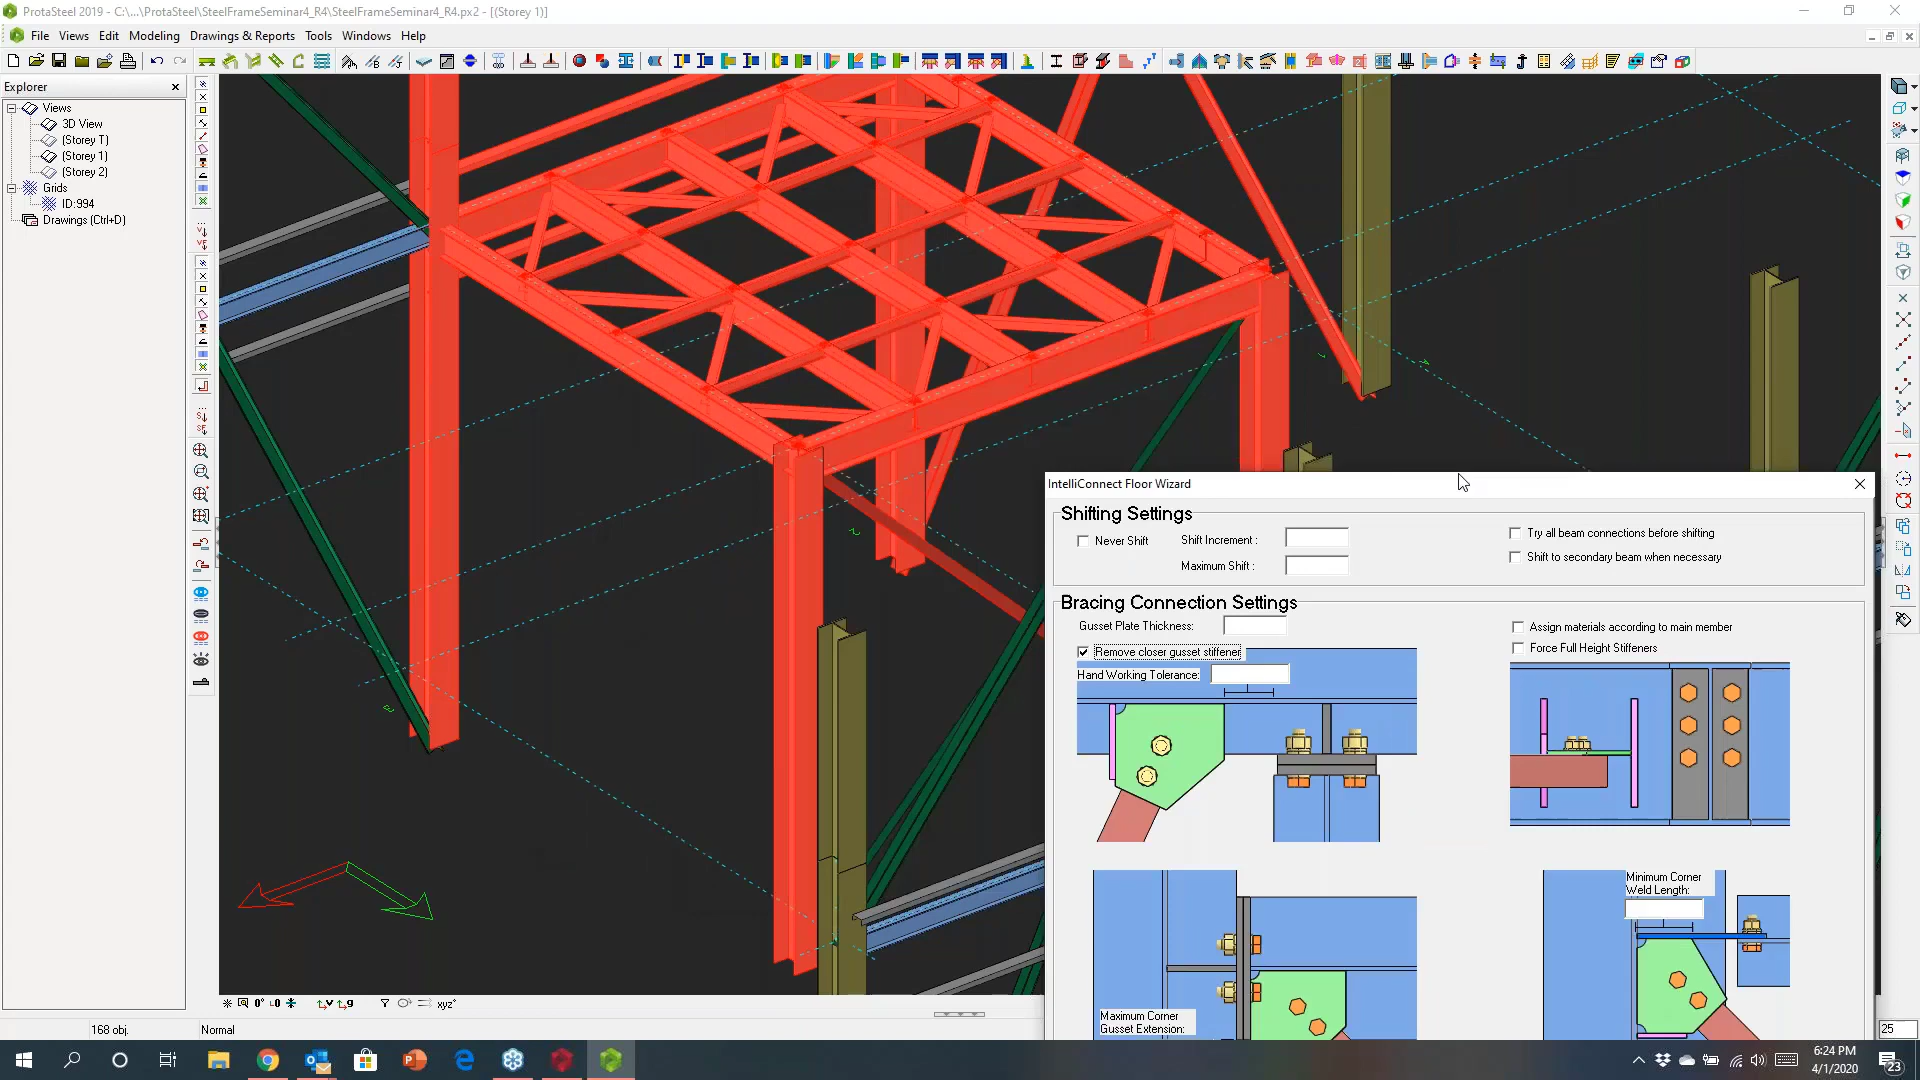 ProtaSteel 2019 - C:\...\ProtaSteel\SteelFrameSeminar4_R4\SteelFrameSeminar4_R4.px2 - [(Storey 1)]
File Views Edit Modeling Drawings & Reports Tools Windows Help
Explorer
Views
3D View
(Storey T)
(Storey 1)
(Storey 2)
Grids
ID:994
Drawings (Ctrl+D)
IntelliConnect Floor Wizard
Shifting Settings
Never Shift
Shift Increment :
Maximum Shift :
Try all beam connections before shifting
Shift to secondary beam when necessary
Bracing Connection Settings
Gusset Plate Thickness:
Remove closer gusset stiffener
Hand Working Tolerance:
Assign materials according to main member
Force Full Height Stiffeners
Maximum Corner
Gusset Extension:
Minimum Corner
Weld Length:
168 obj.
Normal
25
6:24 PM
4/1/2020
23